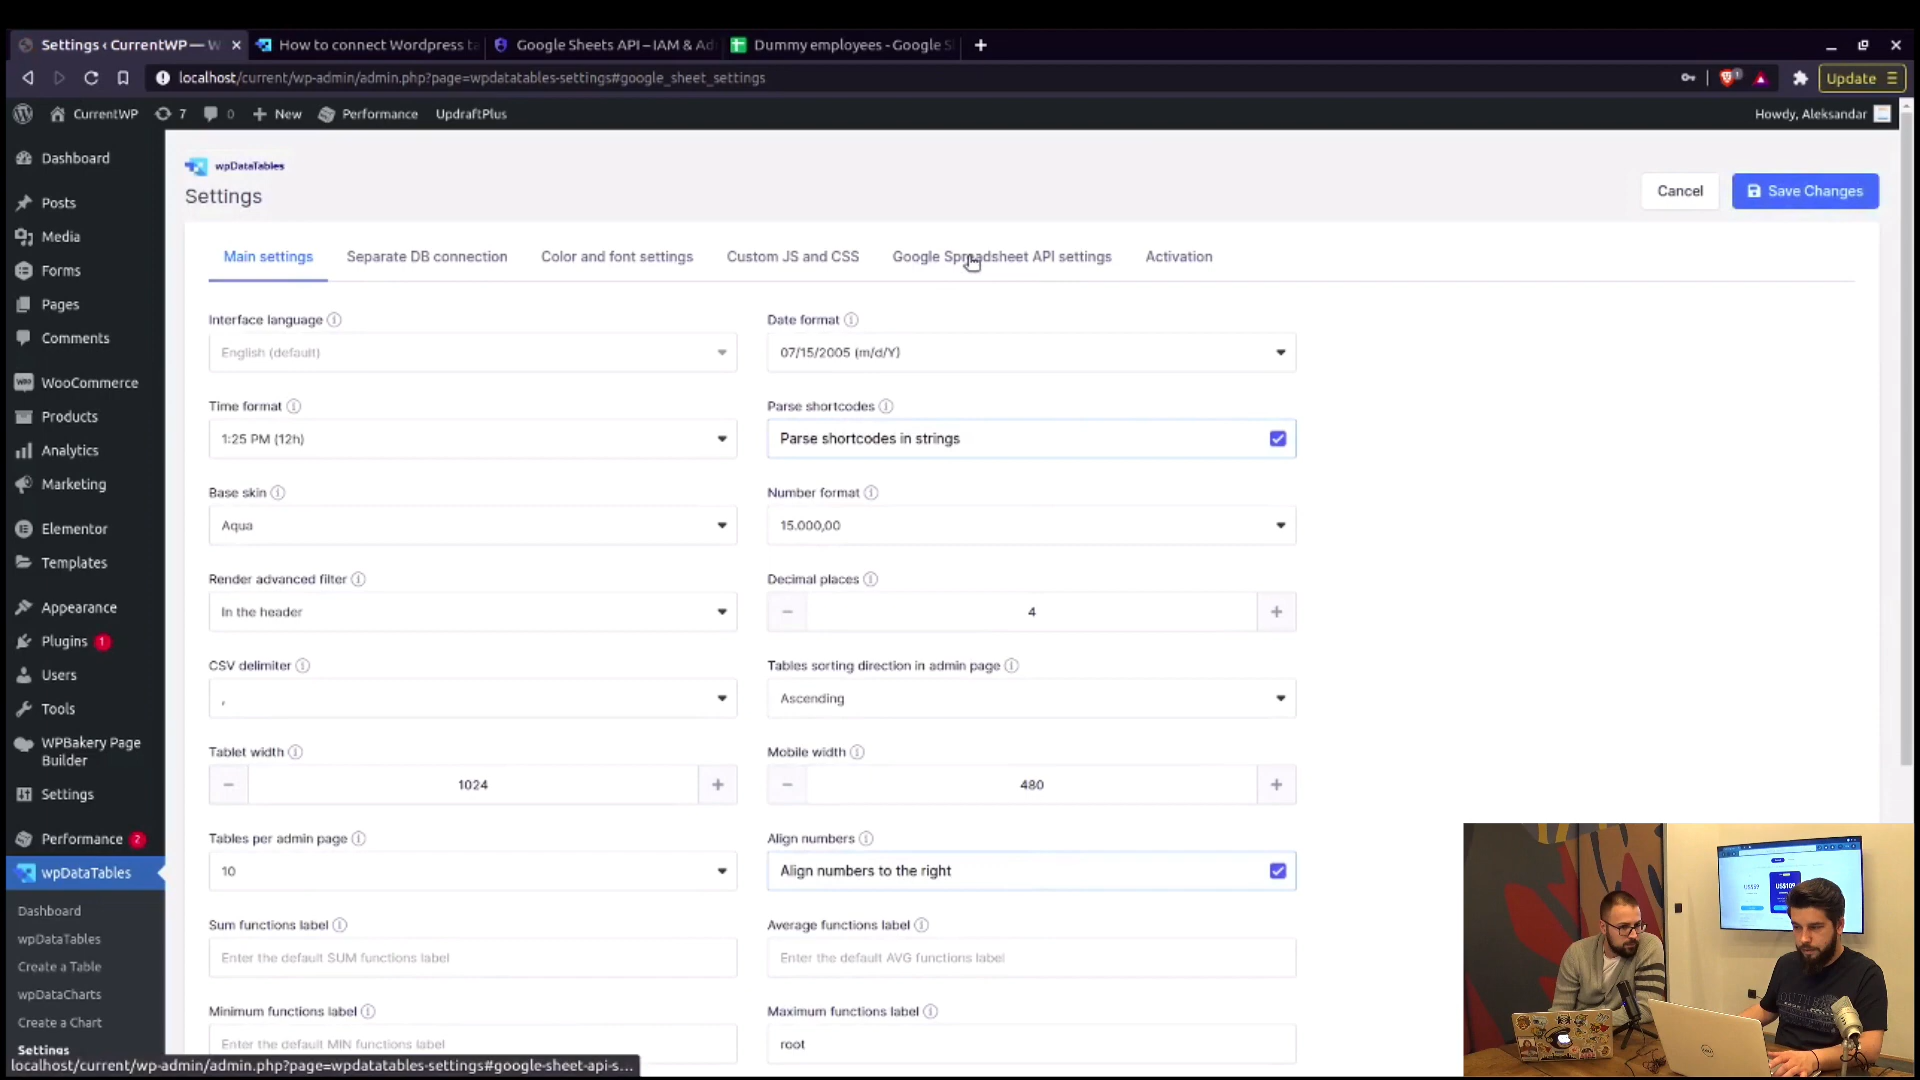 Settings ‹ CurrentWP — W
How to connect Wordpress ta
Google Sheets API – IAM & Ad
Dummy employees - Google S
localhost/current/wp-admin/admin.php?page=wpdatatables-settings#google_sheet_settings
1
Update
CurrentWP
7
0
New
Performance
UpdraftPlus
Howdy, Aleksandar
Dashboard
Posts
Media
Forms
Pages
Comments
WooCommerce
Products
Analytics
Marketing
Elementor
Templates
Appearance
Plugins 1
Users
Tools
WPBakery Page
Builder
Settings
Performance 2
wpDataTables
Dashboard
wpDataTables
Create a Table
wpDataCharts
Create a Chart
Settings
wpDataTables
Settings
Cancel
Save Changes
Main settings
Separate DB connection
Color and font settings
Custom JS and CSS
Google Spreadsheet API settings
Activation
Interface language
English (default)
Date format
07/15/2005 (m/d/Y)
Time format
1:25 PM (12h)
Parse shortcodes
Parse shortcodes in strings
Base skin
Aqua
Number format
15.000,00
Render advanced filter
In the header
Decimal places
− 4 +
CSV delimiter
,
Tables sorting direction in admin page
Ascending
Tablet width
− 1024 +
Mobile width
− 480 +
Tables per admin page
10
Align numbers
Align numbers to the right
Sum functions label
Enter the default SUM functions label
Average functions label
Enter the default AVG functions label
Minimum functions label
Enter the default MIN functions label
Maximum functions label
root
localhost/current/wp-admin/admin.php?page=wpdatatables-settings#google-sheet-api-s...
US$59
US$109